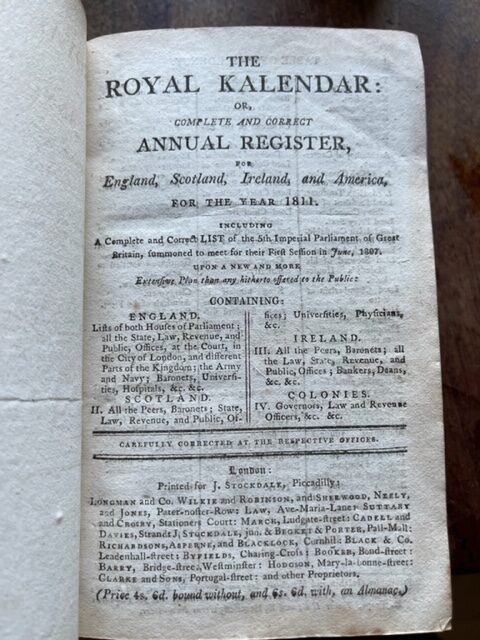 THE
ROYAL KALENDAR:
OR,
COMPLETE AND CORRECT
ANNUAL REGISTER,
FOR
England, Scotland, Ireland, and America,
FOR THE YEAR 1811.
INCLUDING
A Complete and Correct LIST of the 5th Imperial Parliament of Great
Britain, summoned to meet for their First Session in June, 1807.
UPON A NEW AND MORE
Extensive Plan than any hitherto offered to the Public:
CONTAINING:
ENGLAND.
Lists of both Houses of Parliament;
all the State, Law, Revenue, and
Public, Offices, at the Court, in
the City of London, and different
Parts of the Kingdom; the Army
and Navy; Baronets, Universi-
ties, Hospitals, &c. &c.
SCOTLAND.
II. All the Peers, Baronets; State,
Law, Revenue, and Public, Of-
fices; Universities, Physicians,
&c.
IRELAND.
III. All the Peers, Baronets; all
the Law, State, Revenue, and
Public, Offices; Bankers, Deans,
&c. &c.
COLONIES.
IV. Governors, Law and Revenue
Officers, &c. &c.
CAREFULLY CORRECTED AT THE RESPECTIVE OFFICES.
London:
Printed for J. STOCKDALE, Piccadilly;
LONGMAN and Co. WILKIE and ROBINSON, and SHERWOOD, NEELY,
and JONES, Pater-noster-Row: LAW, Ave-Maria-Lane: SUTTABY
and CROSBY, Stationers Court: MARCH, Ludgate-street: CADELL and
DAVIES, Strand: J. STOCKDALE, jun. & BECKET & PORTER, Pall-Mall:
RICHARDSONS, ASPERNE, and BLACKLOCK, Cornhill: BLACK & Co.
Leadenhall-street: BYFIELDS, Charing-Cross: BOOKER, Bond-street:
BARRY, Bridge-street, Westminster: HODGSON, Mary-la-bonne-street:
CLARKE and SONS, Portugal-street: and other Proprietors.
(Price 4s. 6d. bound without, and 6s. 6d. with, an Almanac.)